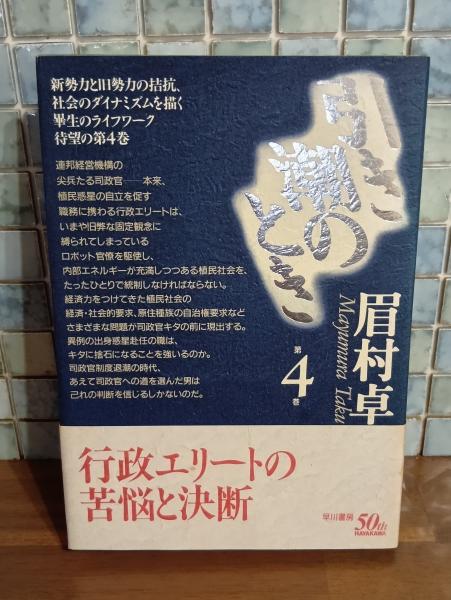 新勢力と旧勢力の拮抗、
社会のダイナミズムを描く
畢生のライフワーク
待望の第4巻
連邦経営機構の
尖兵たる司政官――本来、
植民惑星の自立を促す
職務に携わる行政エリートは、
いまや旧弊な固定観念に
縛られてしまっている
ロボット官僚を駆使し、
内部エネルギーが充満しつつある植民社会を、
たったひとりで統制しなければならない。
経済力をつけてきた植民社会の
経済・社会的要求、原住種族の自治権要求など
さまざまな問題が司政官キタの前に現出する。
異例の出身惑星赴任の職は、
キタに捨石になることを強いるのか。
司政官制度退潮の時代、
あえて司政官への道を選んだ男は
己れの判断を信じるしかないのだ。
引き潮のとき
第4巻
眉村卓
Mayumura Taku
行政エリートの
苦悩と決断
早川書房
50th
HAYAKAWA